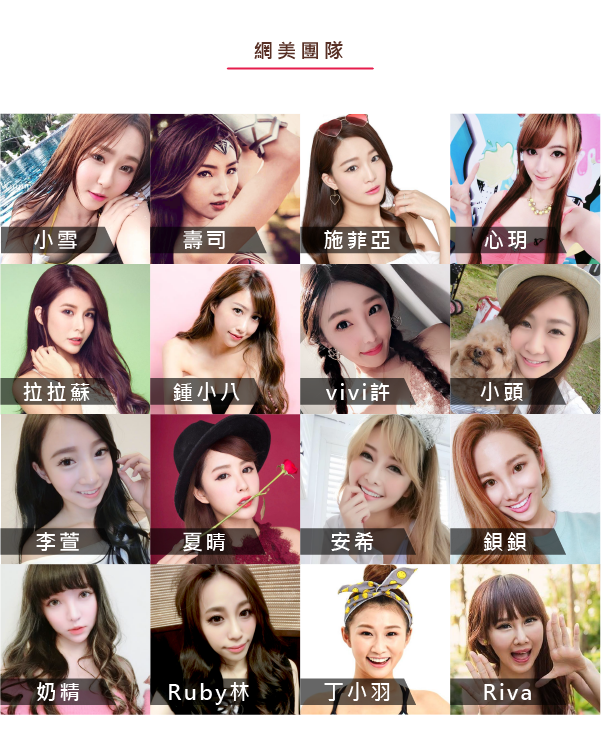 網美團隊
小雪
壽司
施菲亞
心玥
拉拉蘇
鍾小八
vivi許
小頭
李萱
夏晴
安希
鋇鋇
奶精
Ruby林
丁小羽
Riva